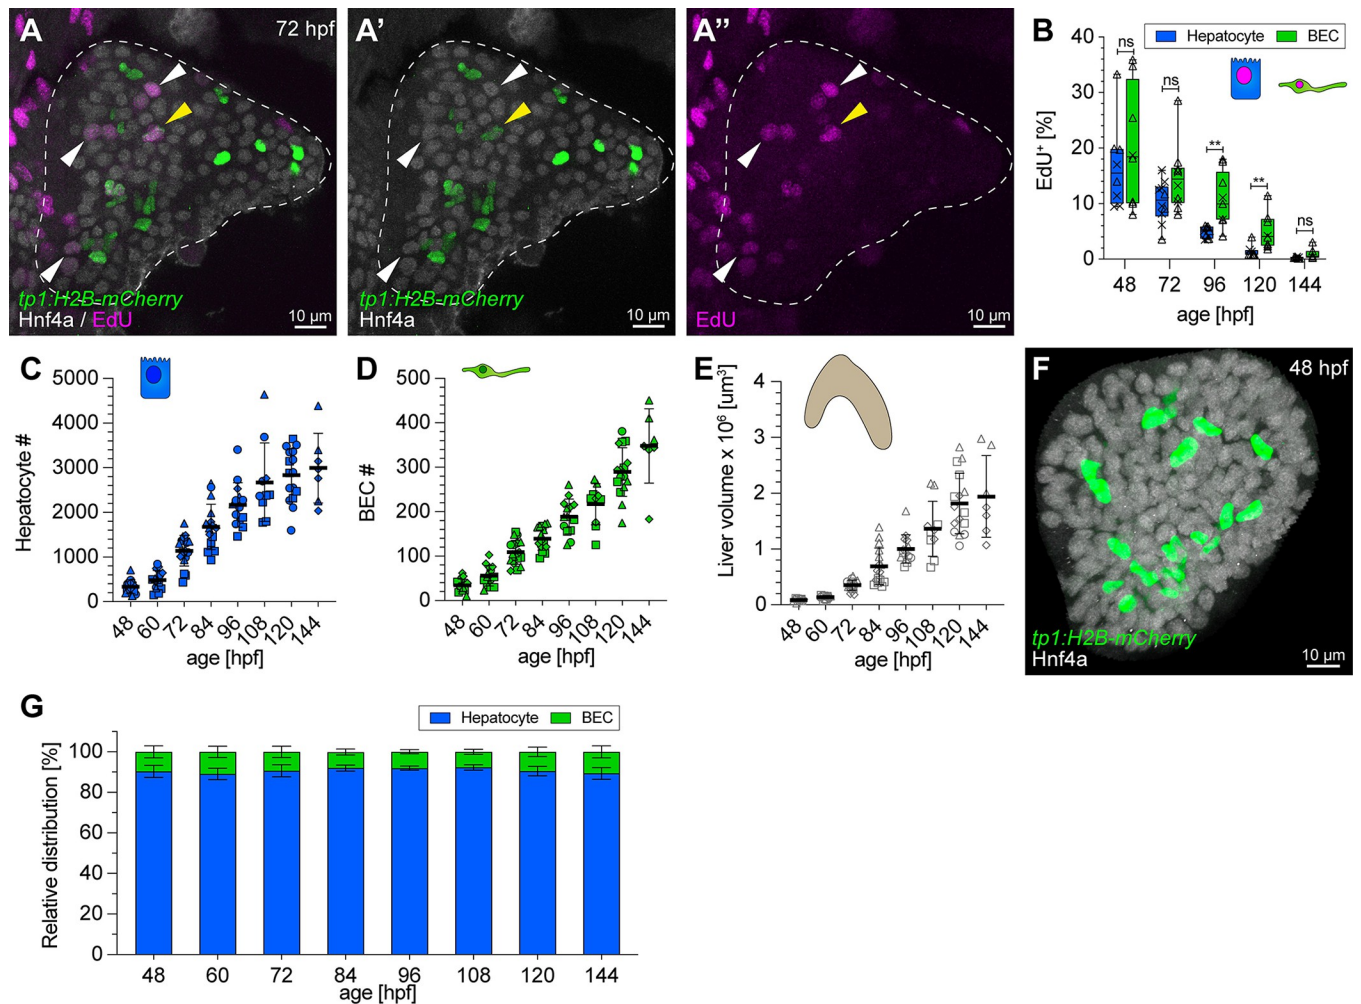 A
72 hpf
tp1:H2B-mCherry
Hnf4a / EdU
10 µm
A'
tp1:H2B-mCherry
Hnf4a
10 µm
A''
EdU
10 µm
B
Hepatocyte BEC
EdU⁺ [%]
40
30
20
10
0
ns
ns
**
**
ns
48 72 96 120 144
age [hpf]
C
Hepatocyte #
5000
4000
3000
2000
1000
0
48 60 72 84 96 108 120 144
age [hpf]
D
BEC #
500
400
300
200
100
0
48 60 72 84 96 108 120 144
age [hpf]
E
Liver volume x 10⁶ [um³]
4
3
2
1
0
48 60 72 84 96 108 120 144
age [hpf]
F
48 hpf
tp1:H2B-mCherry
Hnf4a
10 µm
G
Hepatocyte BEC
Relative distribution [%]
100
80
60
40
20
0
48 60 72 84 96 108 120 144
age [hpf]